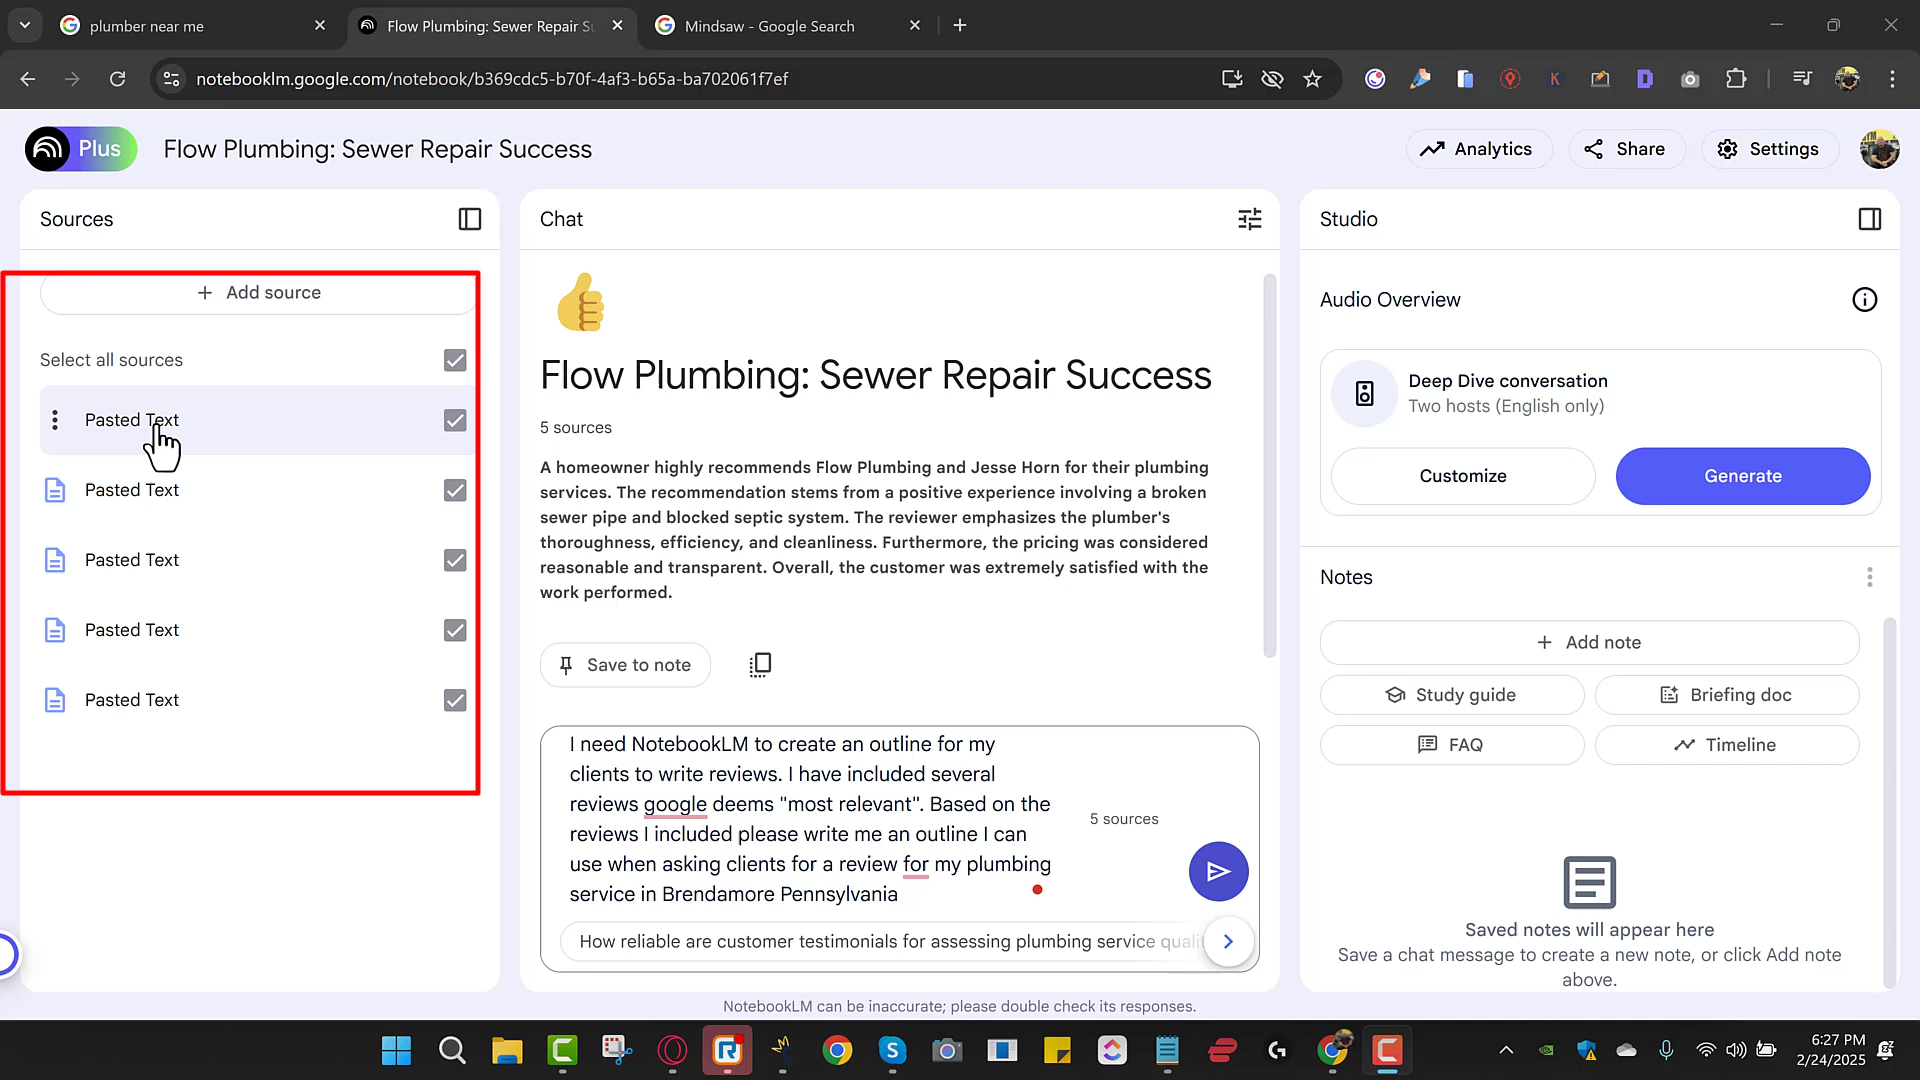 plumber near me
Flow Plumbing: Sewer Repair Su
Mindsaw - Google Search
notebooklm.google.com/notebook/b369cdc5-b70f-4af3-b65a-ba702061f7ef
Plus
Flow Plumbing: Sewer Repair Success
Analytics
Share
Settings
Sources
Add source
Select all sources
Pasted Text
Pasted Text
Pasted Text
Pasted Text
Pasted Text
Chat
Flow Plumbing: Sewer Repair Success
5 sources
A homeowner highly recommends Flow Plumbing and Jesse Horn for their plumbing
services. The recommendation stems from a positive experience involving a broken
sewer pipe and blocked septic system. The reviewer emphasizes the plumber's
thoroughness, efficiency, and cleanliness. Furthermore, the pricing was considered
reasonable and transparent. Overall, the customer was extremely satisfied with the
work performed.
Save to note
I need NotebookLM to create an outline for my
clients to write reviews. I have included several
reviews google deems "most relevant". Based on the
reviews I included please write me an outline I can
use when asking clients for a review for my plumbing
service in Brendamore Pennsylvania
5 sources
How reliable are customer testimonials for assessing plumbing service quali
NotebookLM can be inaccurate; please double check its responses.
Studio
Audio Overview
Deep Dive conversation
Two hosts (English only)
Customize
Generate
Notes
Add note
Study guide
Briefing doc
FAQ
Timeline
Saved notes will appear here
Save a chat message to create a new note, or click Add note
above.
6:27 PM
2/24/2025